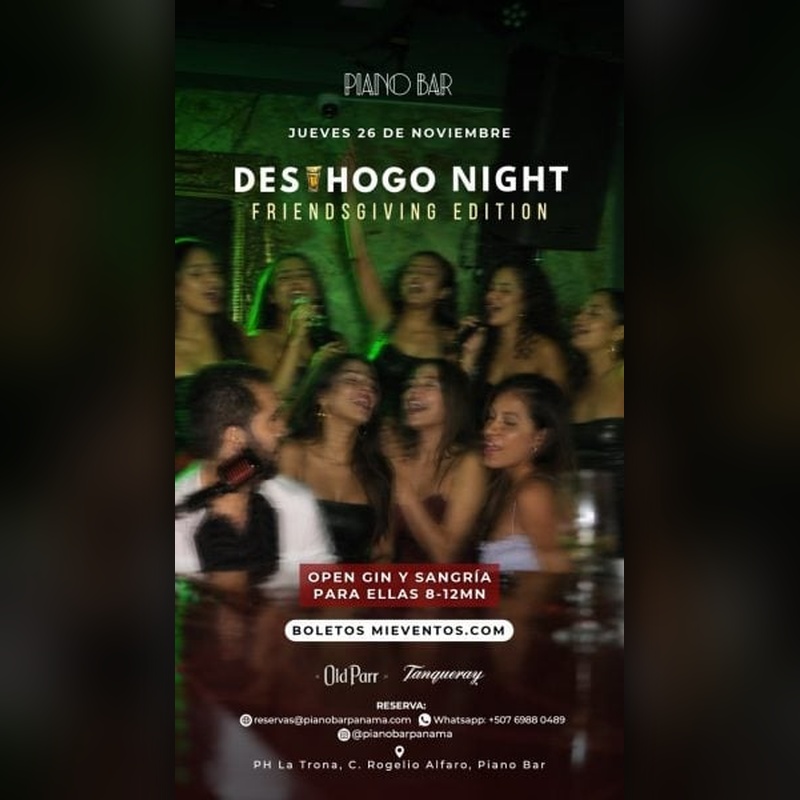 PIANO BAR
JUEVES 26 DE NOVIEMBRE
DES HOGO NIGHT
FRIENDSGIVING EDITION
OPEN GIN Y SANGRÍA
PARA ELLAS 8-12MN
BOLETOS MIEVENTOS.COM
Old Parr Tanqueray
RESERVA:
reservas@pianobarpanama.com Whatsapp: +507 6988 0489
@pianobarpanama
PH La Trona, C. Rogelio Alfaro, Piano Bar